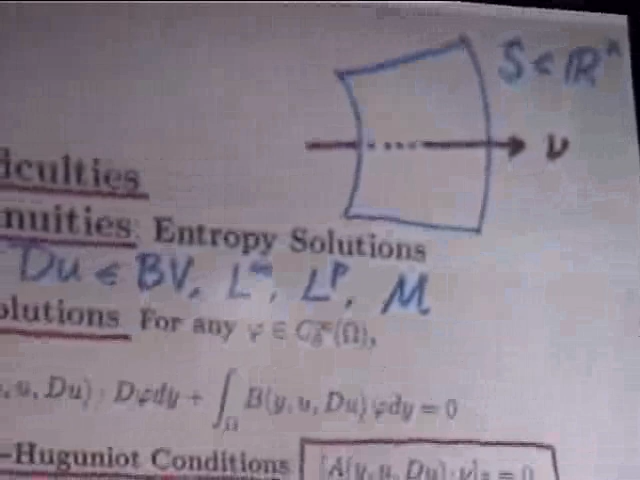 S ⊂ ℝⁿ
ν
iculties
nuities: Entropy Solutions
Du ∈ BV, L^∞, L^p, M
olutions For any φ ∈ C₀^∞(Ω),
, u, Du) · Dφdy + ∫_Ω B(y, u, Du) φdy = 0
-Huguniot Conditions [A(y, u, Du) · ν]ₛ = 0